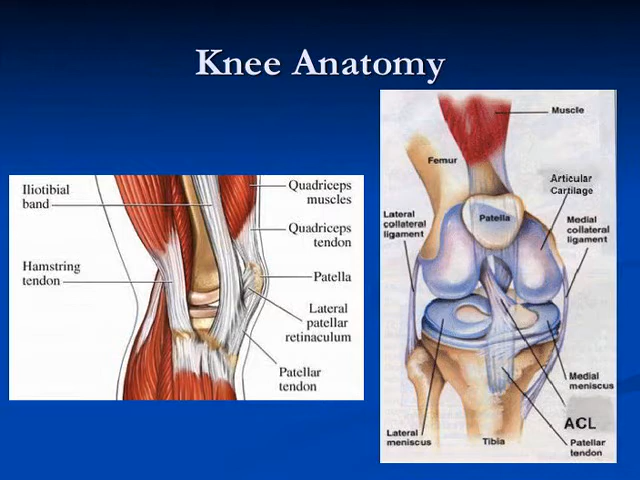 Knee Anatomy
Iliotibial
band
Hamstring
tendon
Quadriceps
muscles
Quadriceps
tendon
Patella
Lateral
patellar
retinaculum
Patellar
tendon
Muscle
Femur
Articular
Cartilage
Patella
Lateral
collateral
ligament
Medial
collateral
ligament
Medial
meniscus
ACL
Lateral
meniscus
Tibia
Patellar
tendon